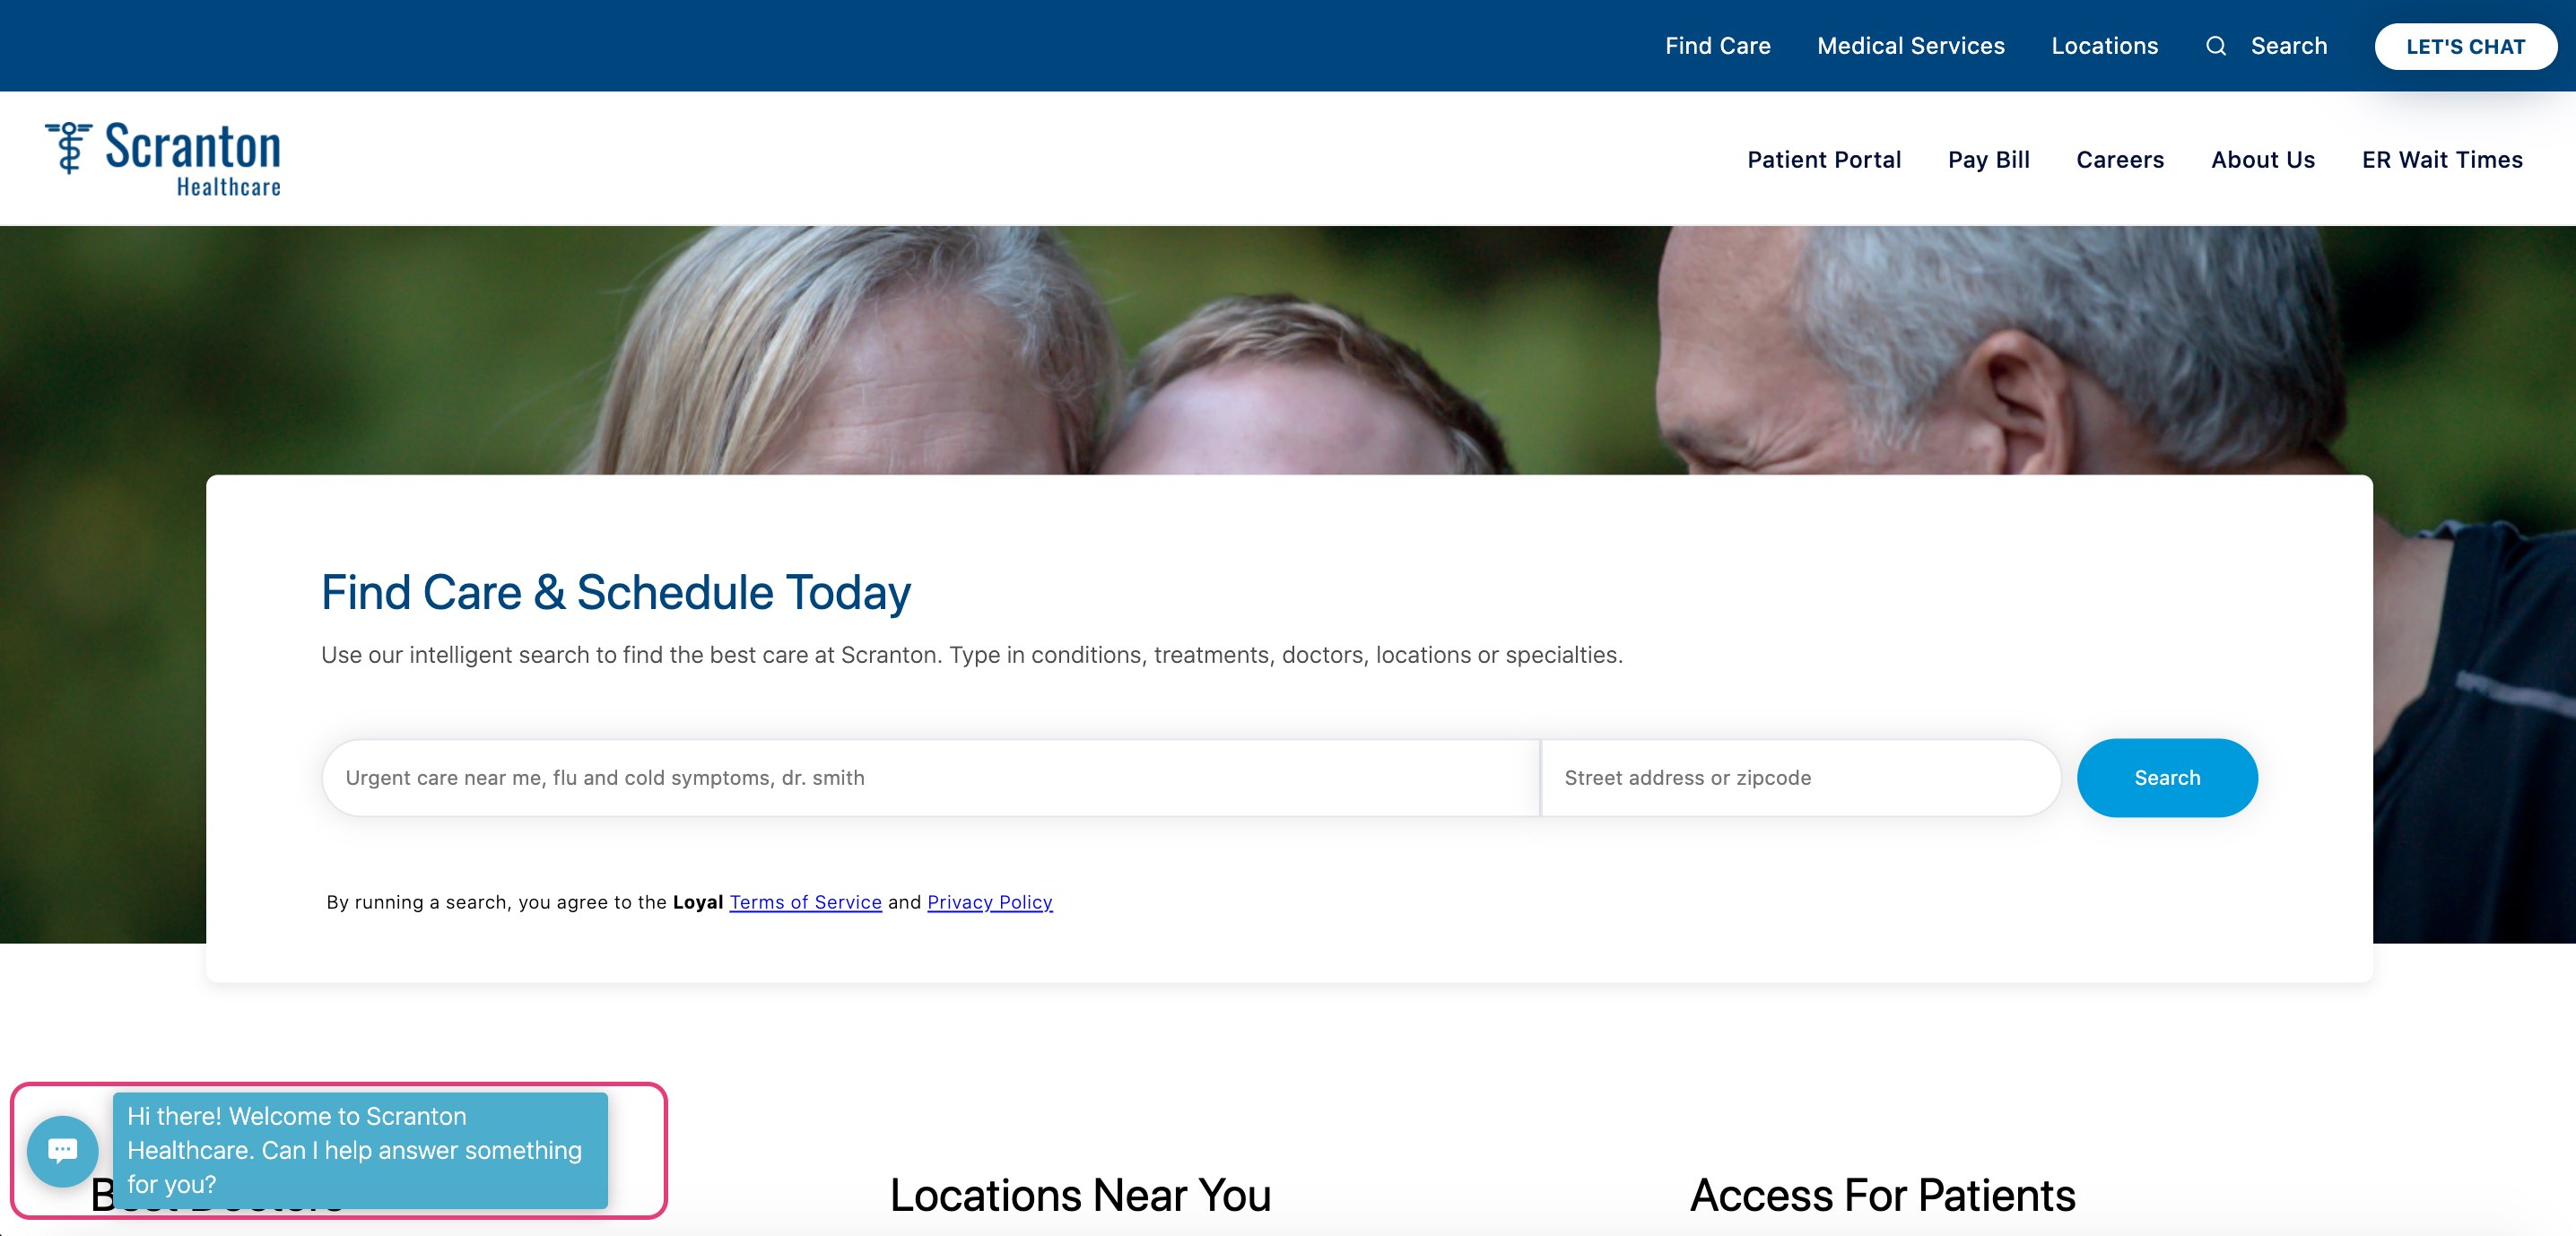 Find Care Medical Services Locations Search LET'S CHAT
Scranton
Healthcare
Patient Portal Pay Bill Careers About Us ER Wait Times
Find Care & Schedule Today
Use our intelligent search to find the best care at Scranton. Type in conditions, treatments, doctors, locations or specialties.
Urgent care near me, flu and cold symptoms, dr. smith
Street address or zipcode
Search
By running a search, you agree to the Loyal Terms of Service and Privacy Policy
Hi there! Welcome to Scranton
Healthcare. Can I help answer something
for you?
Locations Near You
Access For Patients